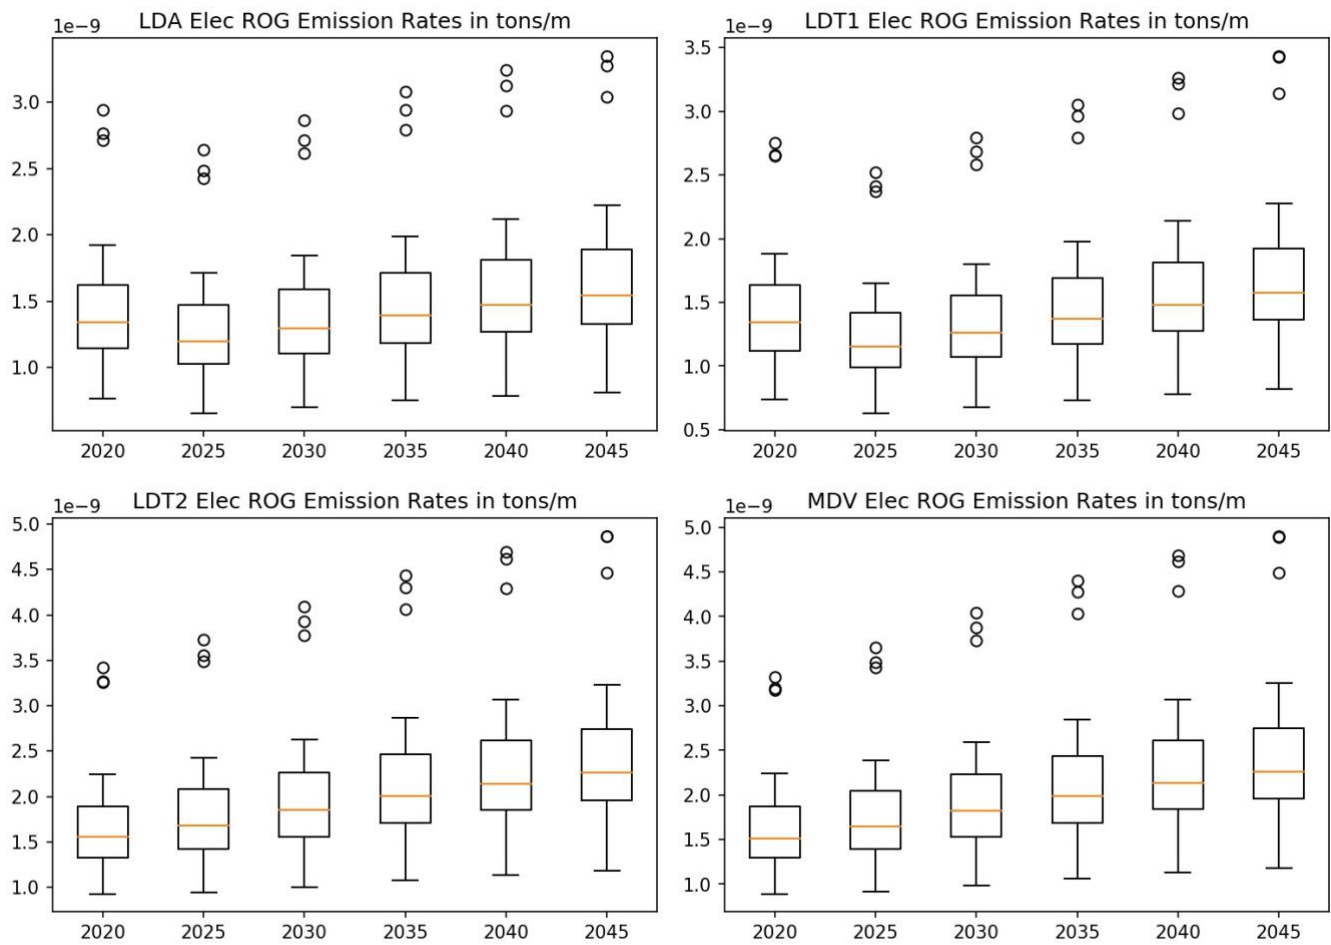 LDA Elec ROG Emission Rates in tons/m
1e−9
3.0
2.5
2.0
1.5
1.0
2020 2025 2030 2035 2040 2045
LDT1 Elec ROG Emission Rates in tons/m
1e−9
3.5
3.0
2.5
2.0
1.5
1.0
0.5
2020 2025 2030 2035 2040 2045
LDT2 Elec ROG Emission Rates in tons/m
1e−9
5.0
4.5
4.0
3.5
3.0
2.5
2.0
1.5
1.0
2020 2025 2030 2035 2040 2045
MDV Elec ROG Emission Rates in tons/m
1e−9
5.0
4.5
4.0
3.5
3.0
2.5
2.0
1.5
1.0
2020 2025 2030 2035 2040 2045